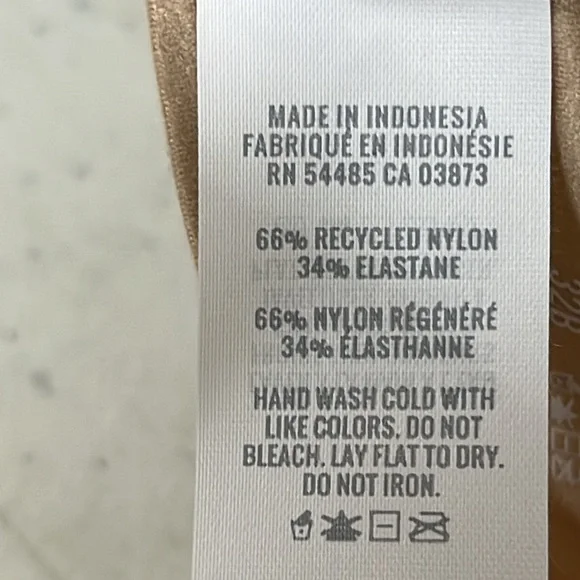 MADE IN INDONESIA
FABRIQUÉ EN INDONÉSIE
RN 54485 CA 03873
66% RECYCLED NYLON
34% ELASTANE
66% NYLON RÉGÉNÉRÉ
34% ÉLASTHANNE
HAND WASH COLD WITH
LIKE COLORS. DO NOT
BLEACH. LAY FLAT TO DRY.
DO NOT IRON.